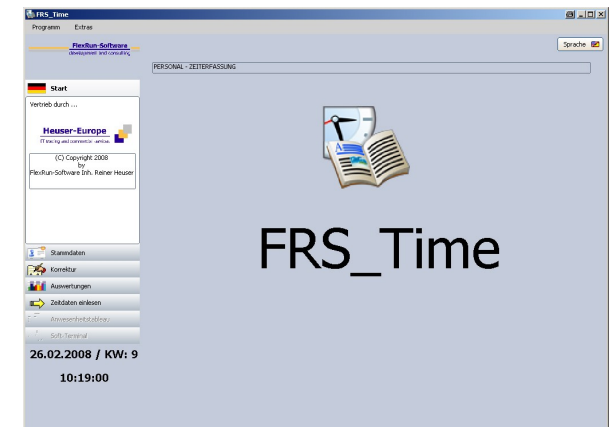 FRS_Time
Programm Extras
FlexRun-Software
development and consulting
Sprache
PERSONAL - ZEITERFASSUNG
Start
Vertrieb durch ...
Heuser-Europe
(C) Copyright 2008
by
FlexRun-Software Inh. Reiner Heuser
FRS_Time
Stammdaten
Korrektur
Auswertungen
Zeitdaten einlesen
Anwesenheitstableau
Soft-Terminal
26.02.2008 / KW: 9
10:19:00